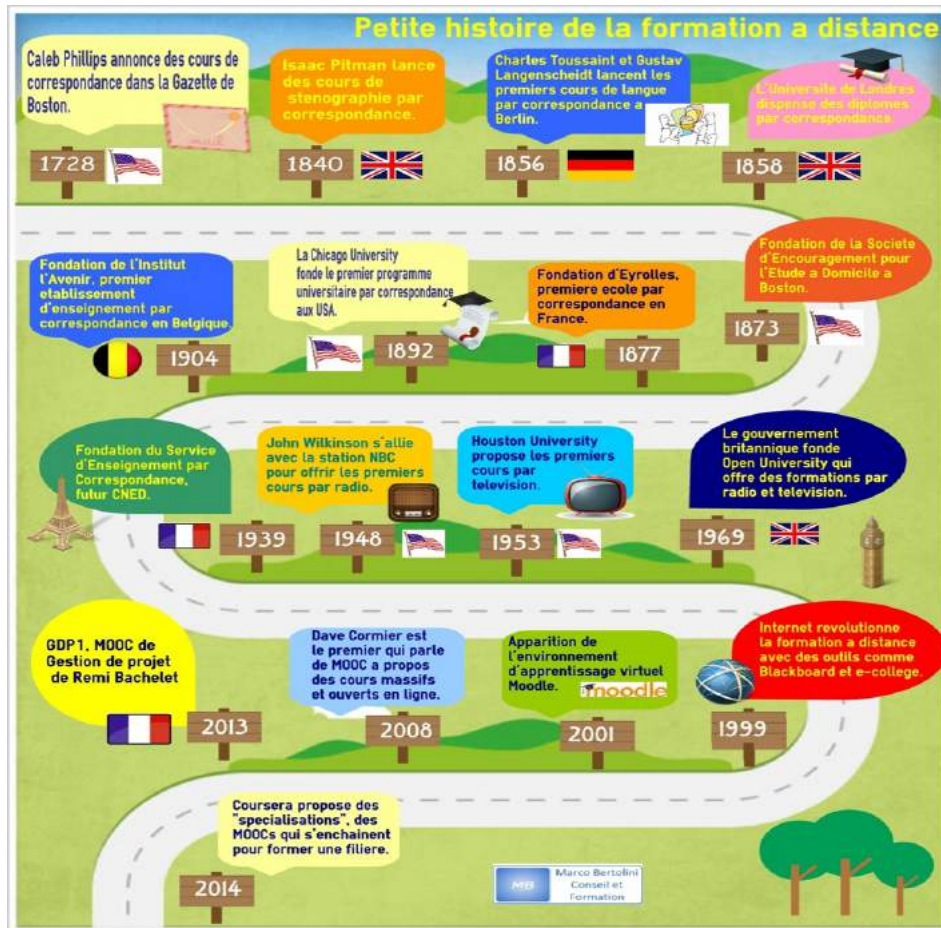 Petite histoire de la formation a distance
Caleb Phillips annonce des cours de
correspondance dans la Gazette de
Boston.
1728
Isaac Pitman lance
des cours de
stenographie par
correspondance.
1840
Charles Toussaint et Gustav
Langenscheidt lancent les
premiers cours de langue
par correspondance a
Berlin.
1856
L'Universite de Londres
dispense des diplomes
par correspondance.
1858
Fondation de la Societe
d'Encouragement pour
l'Etude a Domicile a
Boston.
1873
Fondation d'Eyrolles,
premiere ecole par
correspondance en
France.
1877
La Chicago University
fonde le premier programme
universitaire par correspondance
aux USA.
1892
Fondation de l'Institut
l'Avenir, premier
etablissement
d'enseignement par
correspondance en Belgique.
1904
Fondation du Service
d'Enseignement par
Correspondance,
futur CNED.
1939
John Wilkinson s'allie
avec la station NBC
pour offrir les premiers
cours par radio.
1948
Houston University
propose les premiers
cours par
television.
1953
Le gouvernement
britannique fonde
Open University qui
offre des formations par
radio et television.
1969
Internet revolutionne
la formation a distance
avec des outils comme
Blackboard et e-college.
1999
Apparition de
l'environnement
d'apprentissage virtuel
Moodle.
moodle
2001
Dave Cormier est
le premier qui parle
de MOOC a propos
des cours massifs
et ouverts en ligne.
2008
GDP1, MOOC de
Gestion de projet
de Remi Bachelet
2013
Coursera propose des
"specialisations", des
MOOCs qui s'enchainent
pour former une filiere.
2014
MB
Marco Bertolini
Conseil et
Formation